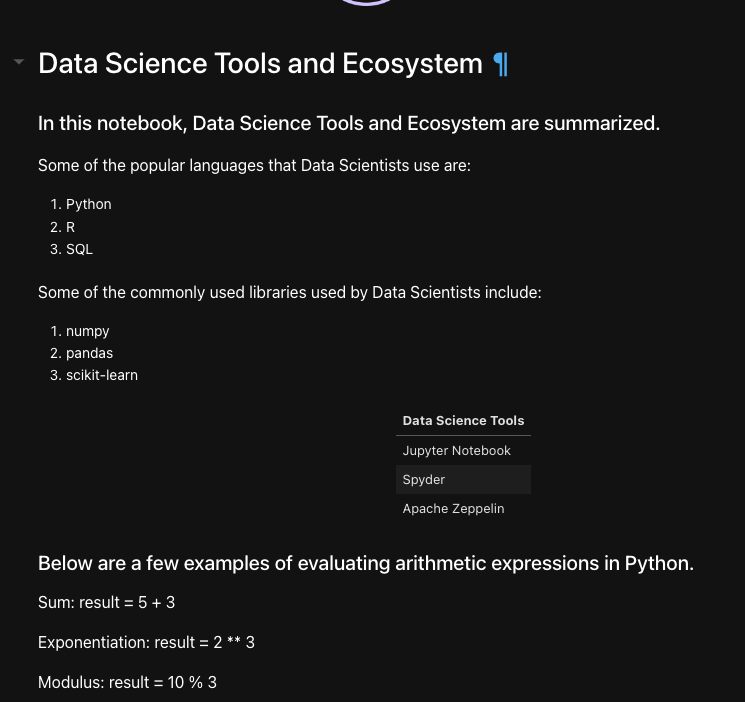 Data Science Tools and Ecosystem ¶
In this notebook, Data Science Tools and Ecosystem are summarized.
Some of the popular languages that Data Scientists use are:
1. Python
2. R
3. SQL
Some of the commonly used libraries used by Data Scientists include:
1. numpy
2. pandas
3. scikit-learn
Data Science Tools
Jupyter Notebook
Spyder
Apache Zeppelin
Below are a few examples of evaluating arithmetic expressions in Python.
Sum: result = 5 + 3
Exponentiation: result = 2 ** 3
Modulus: result = 10 % 3